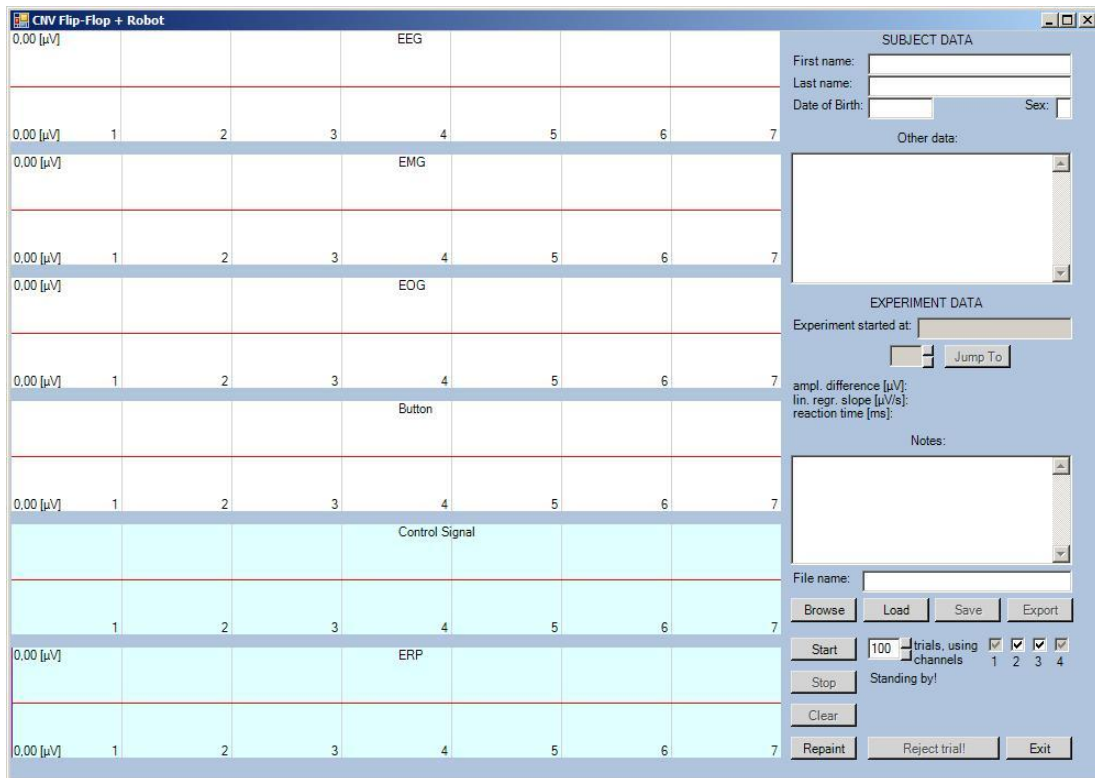 CNV Flip-Flop + Robot
0,00 [µV]
EEG
0,00 [µV] 1 2 3 4 5 6 7
0,00 [µV]
EMG
0,00 [µV] 1 2 3 4 5 6 7
0,00 [µV]
EOG
0,00 [µV] 1 2 3 4 5 6 7
Button
0,00 [µV] 1 2 3 4 5 6 7
Control Signal
1 2 3 4 5 6 7
0,00 [µV]
ERP
0,00 [µV] 1 2 3 4 5 6 7
SUBJECT DATA
First name:
Last name:
Date of Birth: Sex:
Other data:
EXPERIMENT DATA
Experiment started at:
Jump To
ampl. difference [µV]:
lin. regr. slope [µV/s]:
reaction time [ms]:
Notes:
File name:
Browse Load Save Export
Start 100 trials, using
channels 1 2 3 4
Stop Standing by!
Clear
Repaint Reject trial! Exit